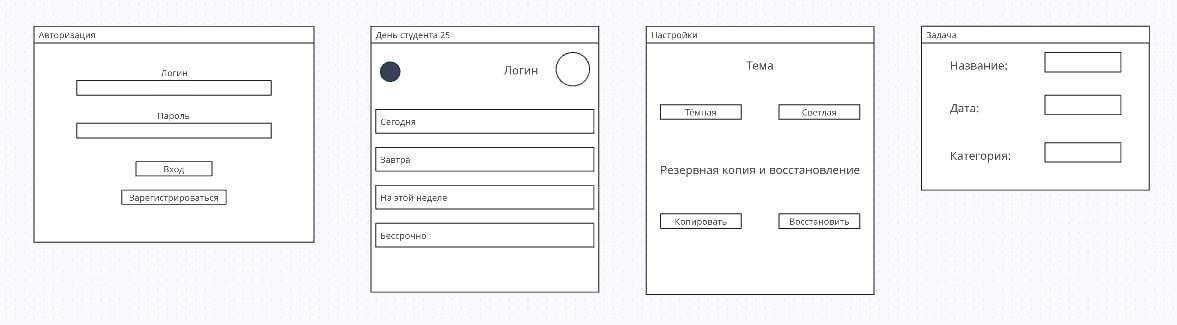 Авторизация
Логин
Пароль
Вход
Зарегистрироваться
День студента 25
Логин
Сегодня
Завтра
На этой неделе
Бессрочно
Настройки
Тема
Тёмная Светлая
Резервная копия и восстановление
Копировать Восстановить
Задача
Название:
Дата:
Категория: